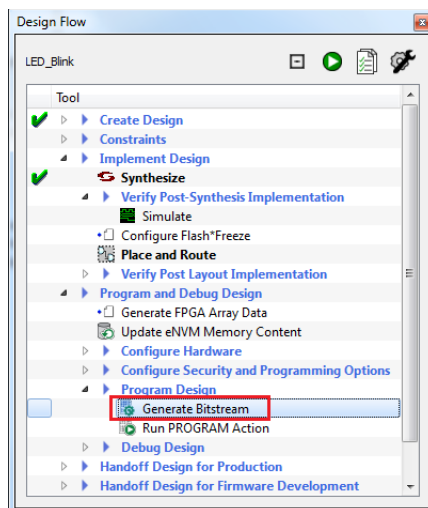 Design Flow
LED_Blink
Tool
Create Design
Constraints
Implement Design
Synthesize
Verify Post-Synthesis Implementation
Simulate
Configure Flash*Freeze
Place and Route
Verify Post Layout Implementation
Program and Debug Design
Generate FPGA Array Data
Update eNVM Memory Content
Configure Hardware
Configure Security and Programming Options
Program Design
Generate Bitstream
Run PROGRAM Action
Debug Design
Handoff Design for Production
Handoff Design for Firmware Development